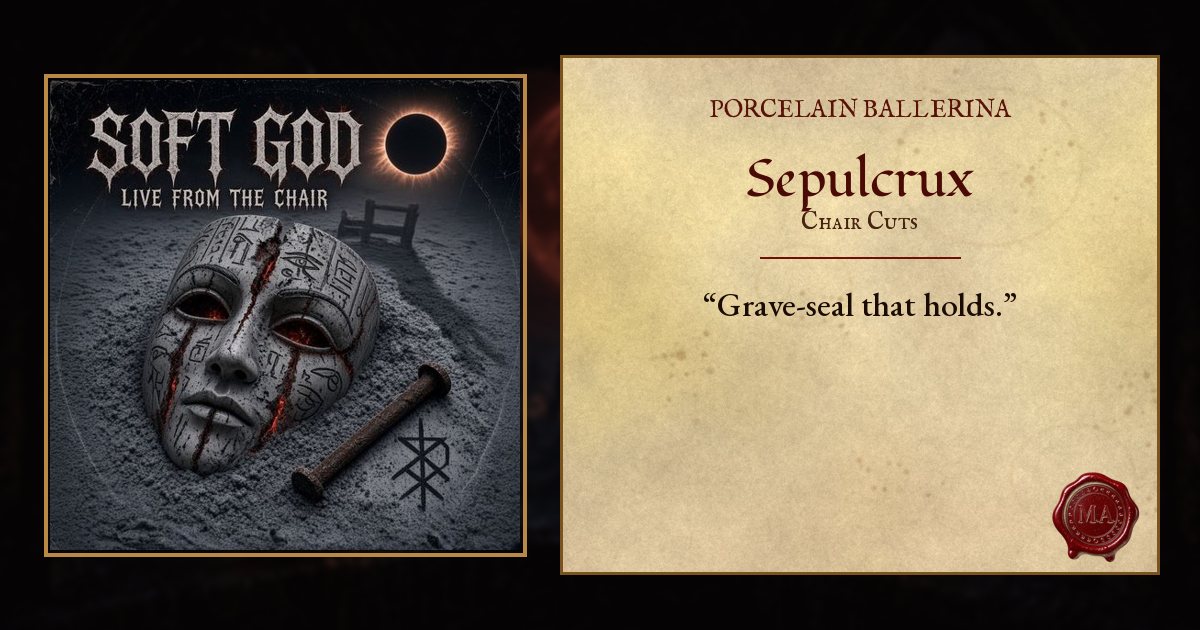 SOFT GOD
LIVE FROM THE CHAIR
PORCELAIN BALLERINA
Sepulcrux
Chair Cuts
“Grave-seal that holds.”
MA